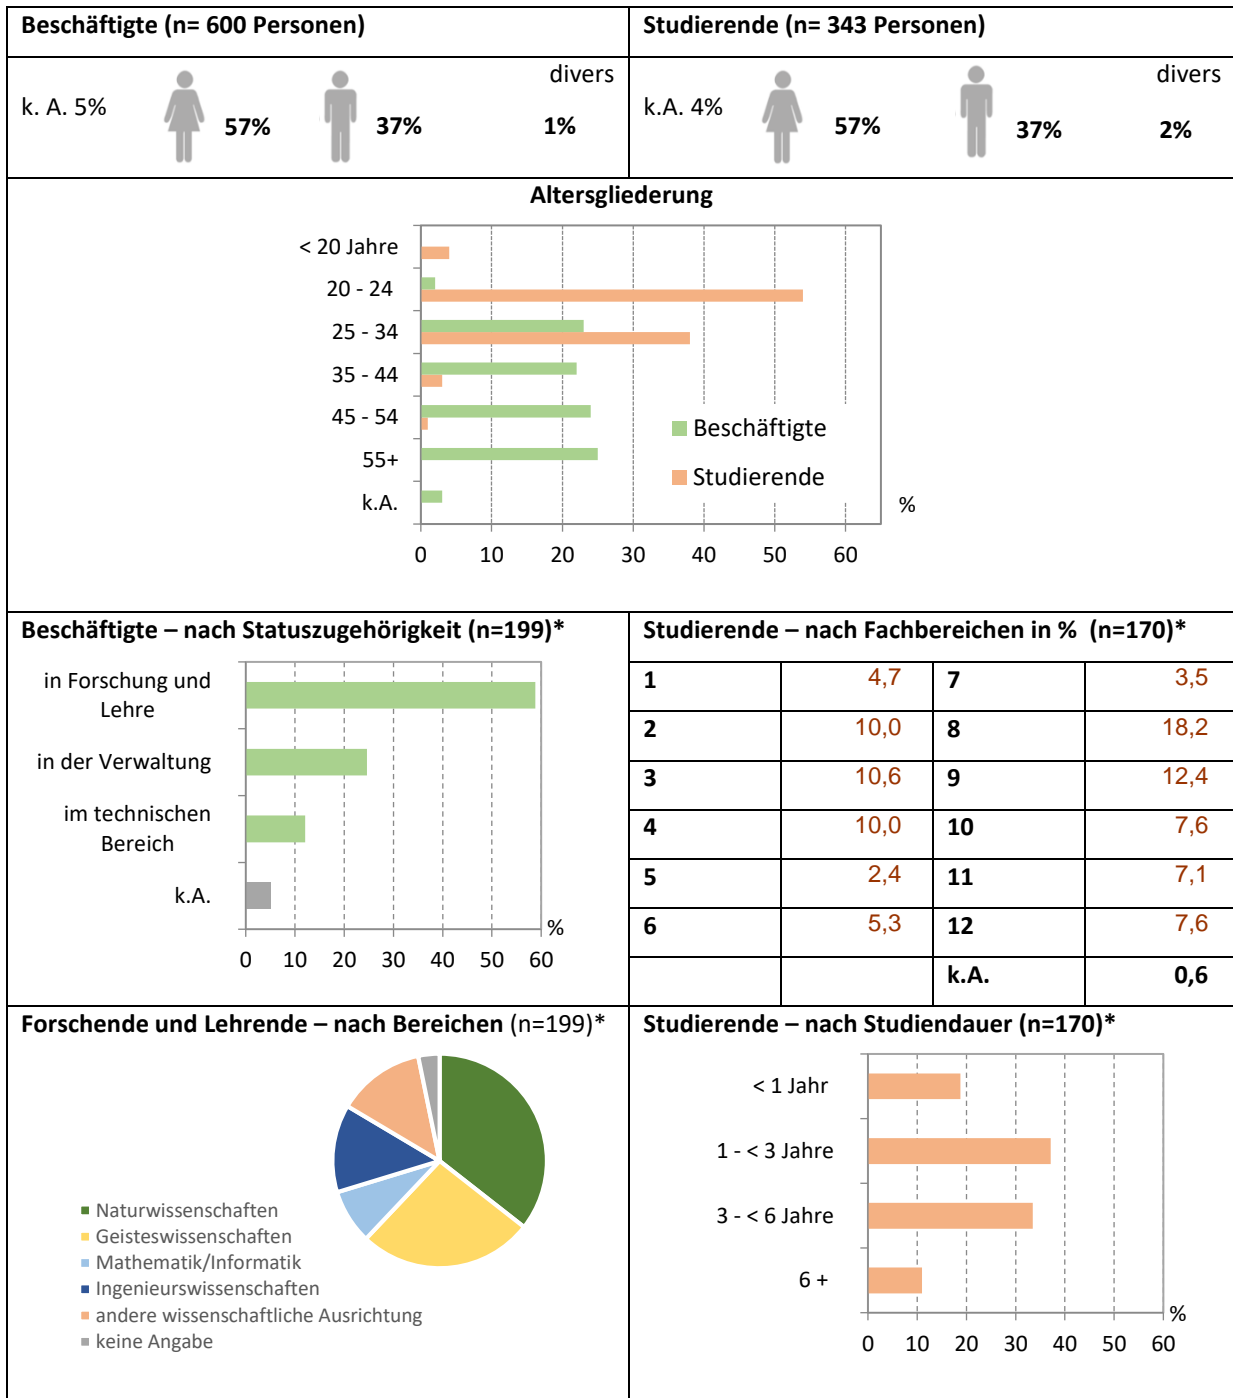 Beschäftigte (n= 600 Personen)
Studierende (n= 343 Personen)
k. A. 5%
57%
37%
divers
1%
k.A. 4%
57%
37%
divers
2%
Altersgliederung
< 20 Jahre
20 - 24
25 - 34
35 - 44
45 - 54
55+
k.A.
Beschäftigte
Studierende
%
0 10 20 30 40 50 60
Beschäftigte – nach Statuszugehörigkeit (n=199)*
in Forschung und
Lehre
in der Verwaltung
im technischen
Bereich
k.A.
%
0 10 20 30 40 50 60
Studierende – nach Fachbereichen in % (n=170)*
1 4,7 7 3,5
2 10,0 8 18,2
3 10,6 9 12,4
4 10,0 10 7,6
5 2,4 11 7,1
6 5,3 12 7,6
k.A. 0,6
Forschende und Lehrende – nach Bereichen (n=199)*
Naturwissenschaften
Geisteswissenschaften
Mathematik/Informatik
Ingenieurswissenschaften
andere wissenschaftliche Ausrichtung
keine Angabe
Studierende – nach Studiendauer (n=170)*
< 1 Jahr
1 - < 3 Jahre
3 - < 6 Jahre
6 +
%
0 10 20 30 40 50 60